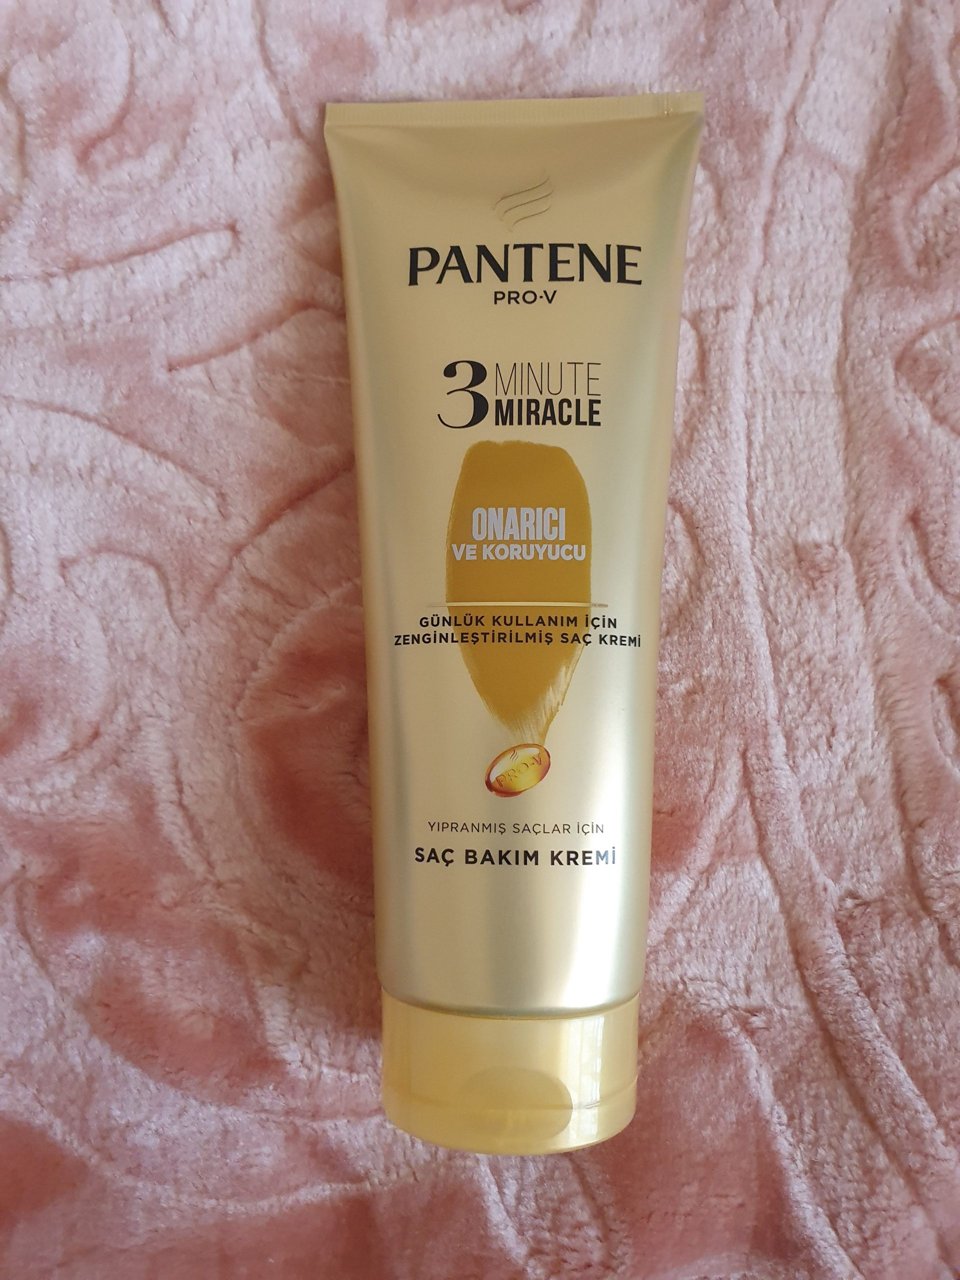 PANTENE
PRO-V
3 MINUTE
MIRACLE
ONARICI
VE KORUYUCU
GÜNLÜK KULLANIM İÇİN
ZENGİNLEŞTİRİLMİŞ SAÇ KREMİ
PRO-V
YIPRANMIŞ SAÇLAR İÇİN
SAÇ BAKIM KREMİ